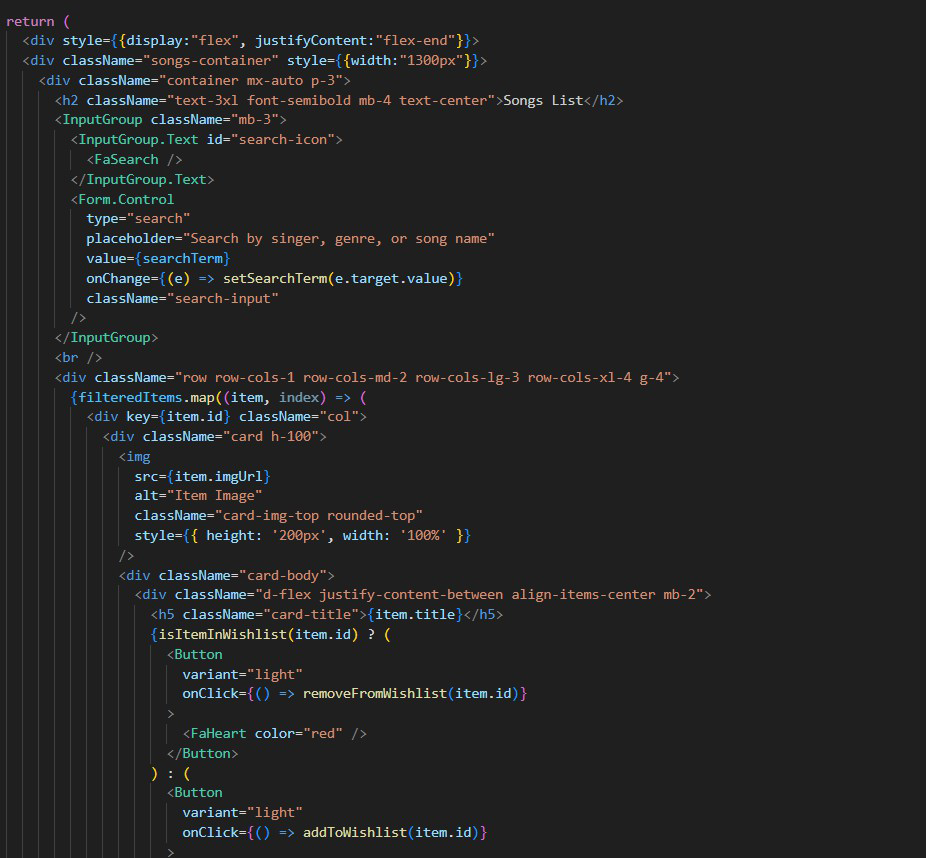 return (
<div style={{display:"flex", justifyContent:"flex-end"}}>
<div className="songs-container" style={{width:"1300px"}}>
<div className="container mx-auto p-3">
<h2 className="text-3xl font-semibold mb-4 text-center">Songs List</h2>
<InputGroup className="mb-3">
<InputGroup.Text id="search-icon">
<FaSearch />
</InputGroup.Text>
<Form.Control
type="search"
placeholder="Search by singer, genre, or song name"
value={searchTerm}
onChange={(e) => setSearchTerm(e.target.value)}
className="search-input"
/>
</InputGroup>
<br />
<div className="row row-cols-1 row-cols-md-2 row-cols-lg-3 row-cols-xl-4 g-4">
{filteredItems.map((item, index) => (
<div key={item.id} className="col">
<div className="card h-100">
<img
src={item.imgUrl}
alt="Item Image"
className="card-img-top rounded-top"
style={{ height: '200px', width: '100%' }}
/>
<div className="card-body">
<div className="d-flex justify-content-between align-items-center mb-2">
<h5 className="card-title">{item.title}</h5>
{isItemInWishlist(item.id) ? (
<Button
variant="light"
onClick={() => removeFromWishlist(item.id)}
>
<FaHeart color="red" />
</Button>
) : (
<Button
variant="light"
onClick={() => addToWishlist(item.id)}
>